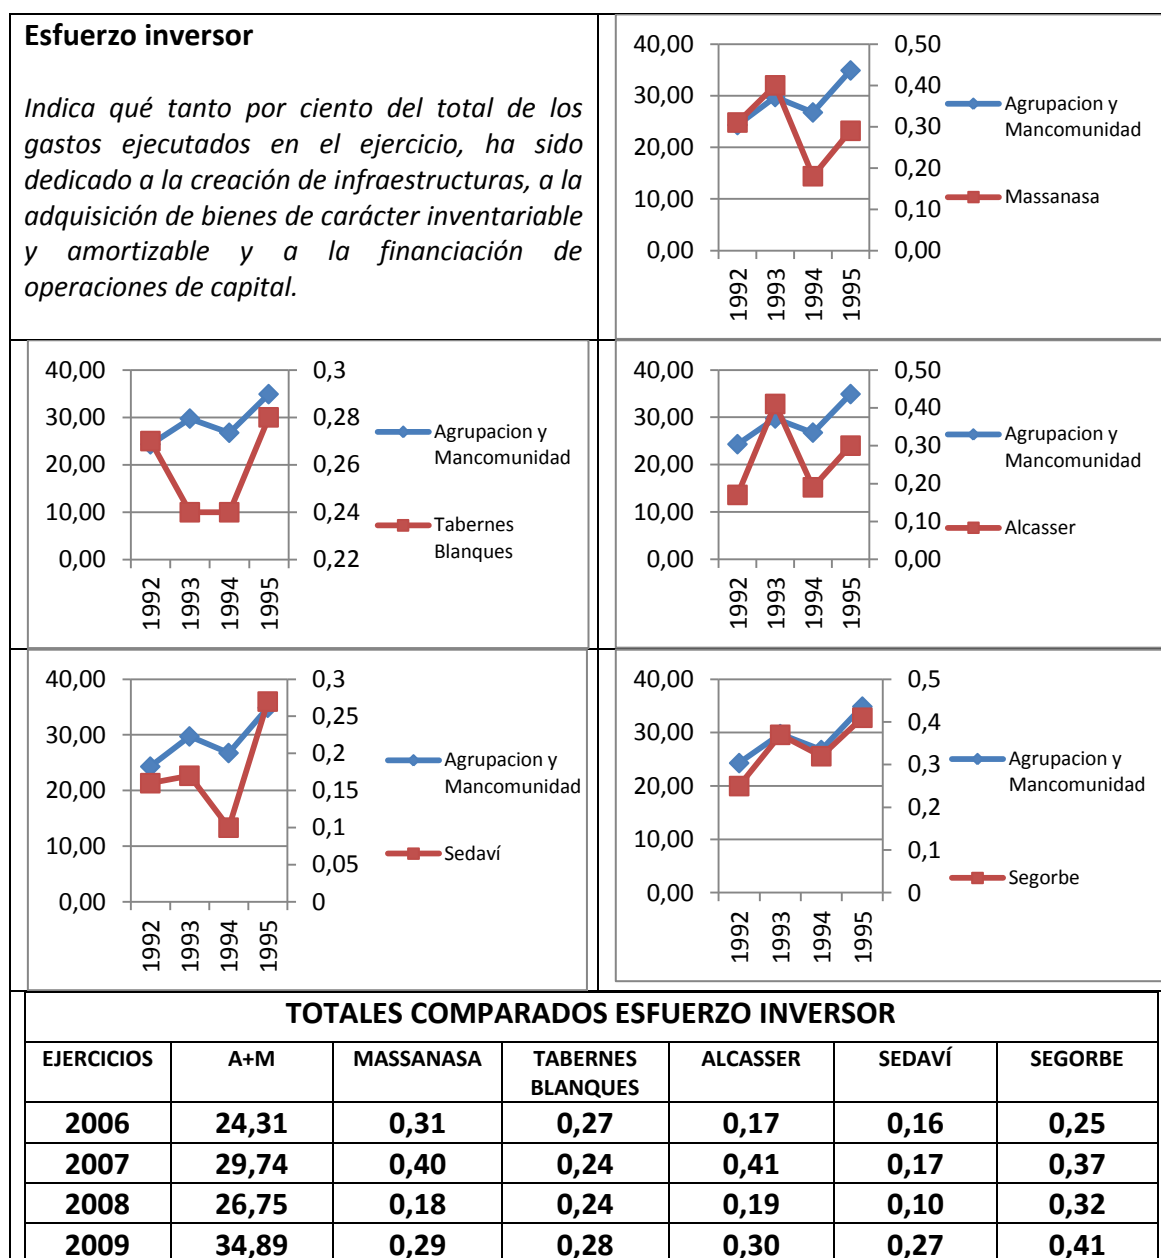 Esfuerzo inversor
Indica qué tanto por ciento del total de los
gastos ejecutados en el ejercicio, ha sido
dedicado a la creación de infraestructuras, a la
adquisición de bienes de carácter inventariable
y amortizable y a la financiación de
operaciones de capital.
40,00
30,00
20,00
10,00
0,00
0,50
0,40
0,30
0,20
0,10
0,00
1992
1993
1994
1995
Agrupacion y
Mancomunidad
Massanasa
40,00
30,00
20,00
10,00
0,00
0,3
0,28
0,26
0,24
0,22
1992
1993
1994
1995
Agrupacion y
Mancomunidad
Tabernes
Blanques
40,00
30,00
20,00
10,00
0,00
0,50
0,40
0,30
0,20
0,10
0,00
1992
1993
1994
1995
Agrupacion y
Mancomunidad
Alcasser
40,00
30,00
20,00
10,00
0,00
0,3
0,25
0,2
0,15
0,1
0,05
0
1992
1993
1994
1995
Agrupacion y
Mancomunidad
Sedaví
40,00
30,00
20,00
10,00
0,00
0,5
0,4
0,3
0,2
0,1
0
1992
1993
1994
1995
Agrupacion y
Mancomunidad
Segorbe
TOTALES COMPARADOS ESFUERZO INVERSOR
EJERCICIOS A+M MASSANASA TABERNES BLANQUES ALCASSER SEDAVÍ SEGORBE
2006 24,31 0,31 0,27 0,17 0,16 0,25
2007 29,74 0,40 0,24 0,41 0,17 0,37
2008 26,75 0,18 0,24 0,19 0,10 0,32
2009 34,89 0,29 0,28 0,30 0,27 0,41